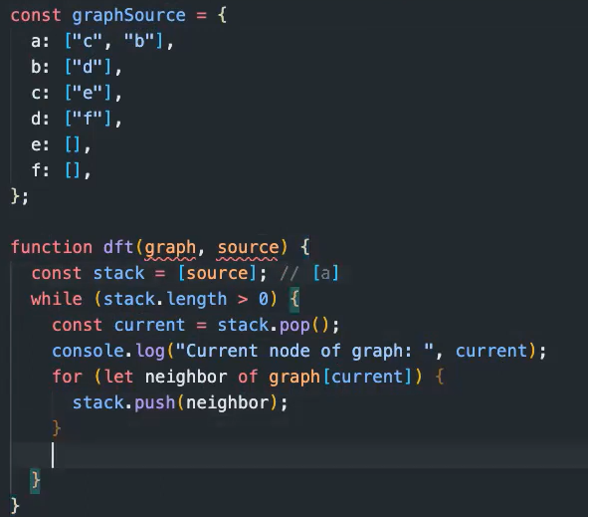 const graphSource = {
  a: ["c", "b"],
  b: ["d"],
  c: ["e"],
  d: ["f"],
  e: [],
  f: [],
};

function dft(graph, source) {
  const stack = [source]; // [a]
  while (stack.length > 0) {
    const current = stack.pop();
    console.log("Current node of graph: ", current);
    for (let neighbor of graph[current]) {
      stack.push(neighbor);
    }

  }
}